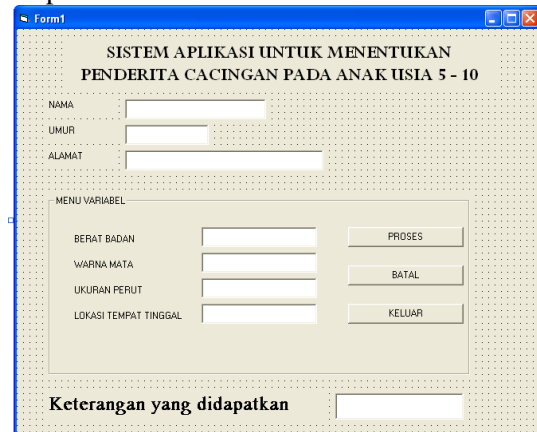 Form1
SISTEM APLIKASI UNTUK MENENTUKAN
PENDERITA CACINGAN PADA ANAK USIA 5 - 10
NAMA
UMUR
ALAMAT
MENU VARIABEL
BERAT BADAN
PROSES
WARNA MATA
BATAL
UKURAN PERUT
LOKASI TEMPAT TINGGAL
KELUAR
Keterangan yang didapatkan